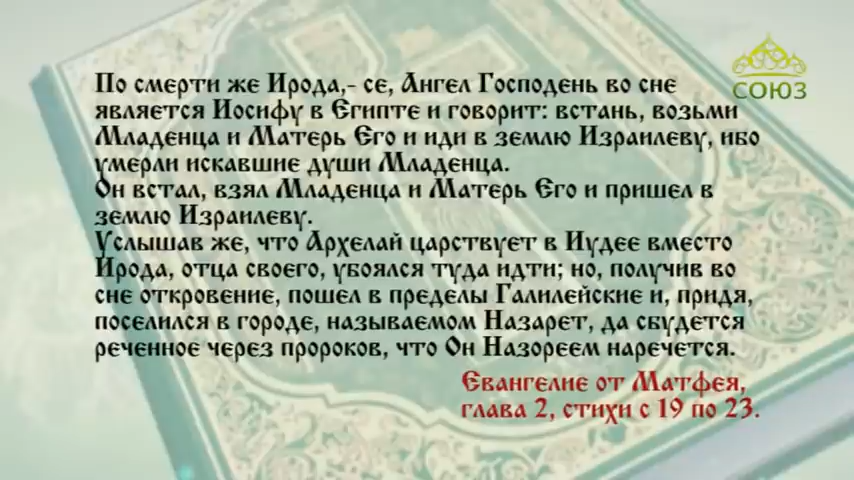 По смерти же Ирода,- се, Ангел Господень во сне
является Иосифу в Египте и говорит: встань, возьми
Младенца и Матерь Его и иди в землю Израилеву, ибо
умерли искавшие души Младенца.
Он встал, взял Младенца и Матерь Его и пришел в
землю Израилеву.
Услышав же, что Архелай царствует в Иудее вместо
Ирода, отца своего, убоялся туда идти; но, получив во
сне откровение, пошел в пределы Галилейские и, придя,
поселился в городе, называемом Назарет, да сбудется
реченное через пророков, что Он Назореем наречется.
Евангелие от Матфея,
глава 2, стихи с 19 по 23.
СОЮЗ